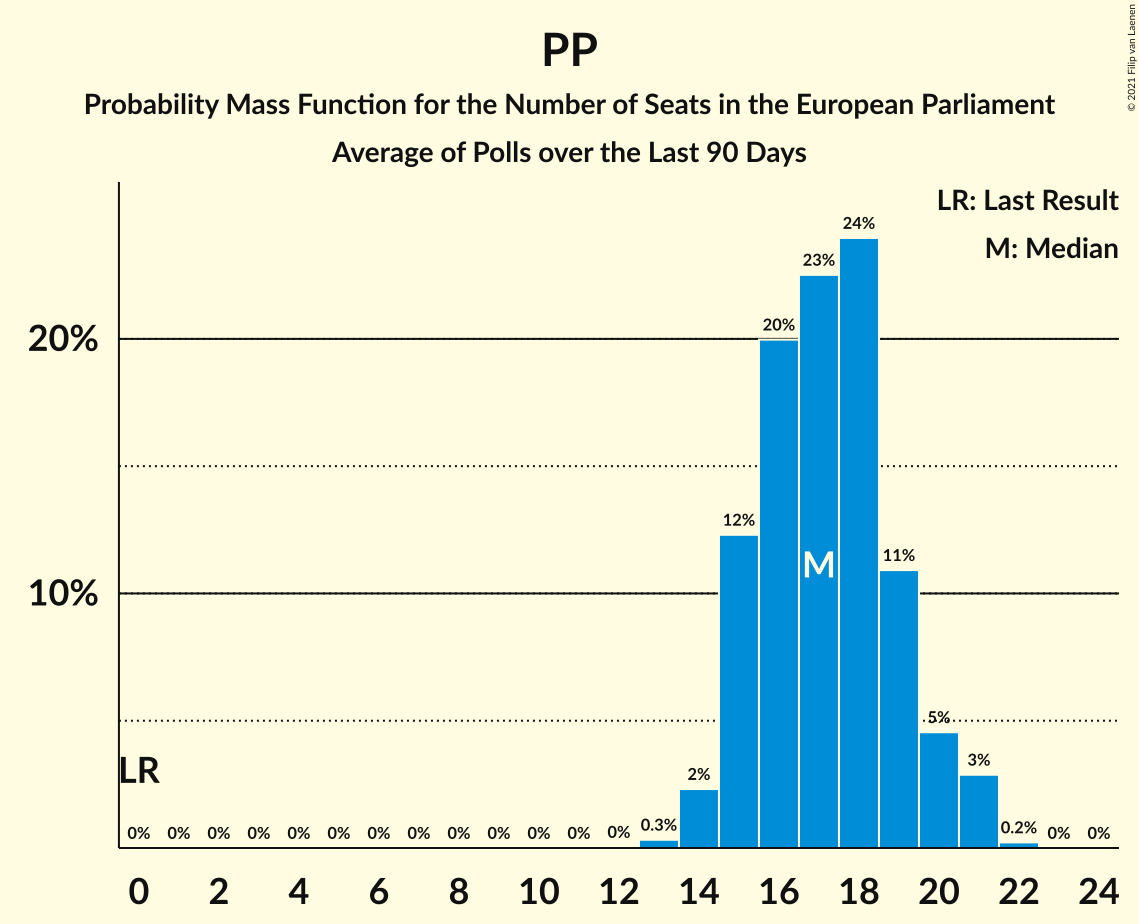 © 2021 Filip van Laenen
PP
Probability Mass Function for the Number of Seats in the European Parliament
Average of Polls over the Last 90 Days
LR: Last Result
M: Median
24%
23%
20%
20%
12%
M
11%
10%
5%
LR
2%
3%
0% 0% 0% 0% 0% 0% 0% 0% 0% 0% 0% 0% 0% 0.3% 0.2% 0% 0%
0 2 4 6 8 10 12 14 16 18 20 22 24